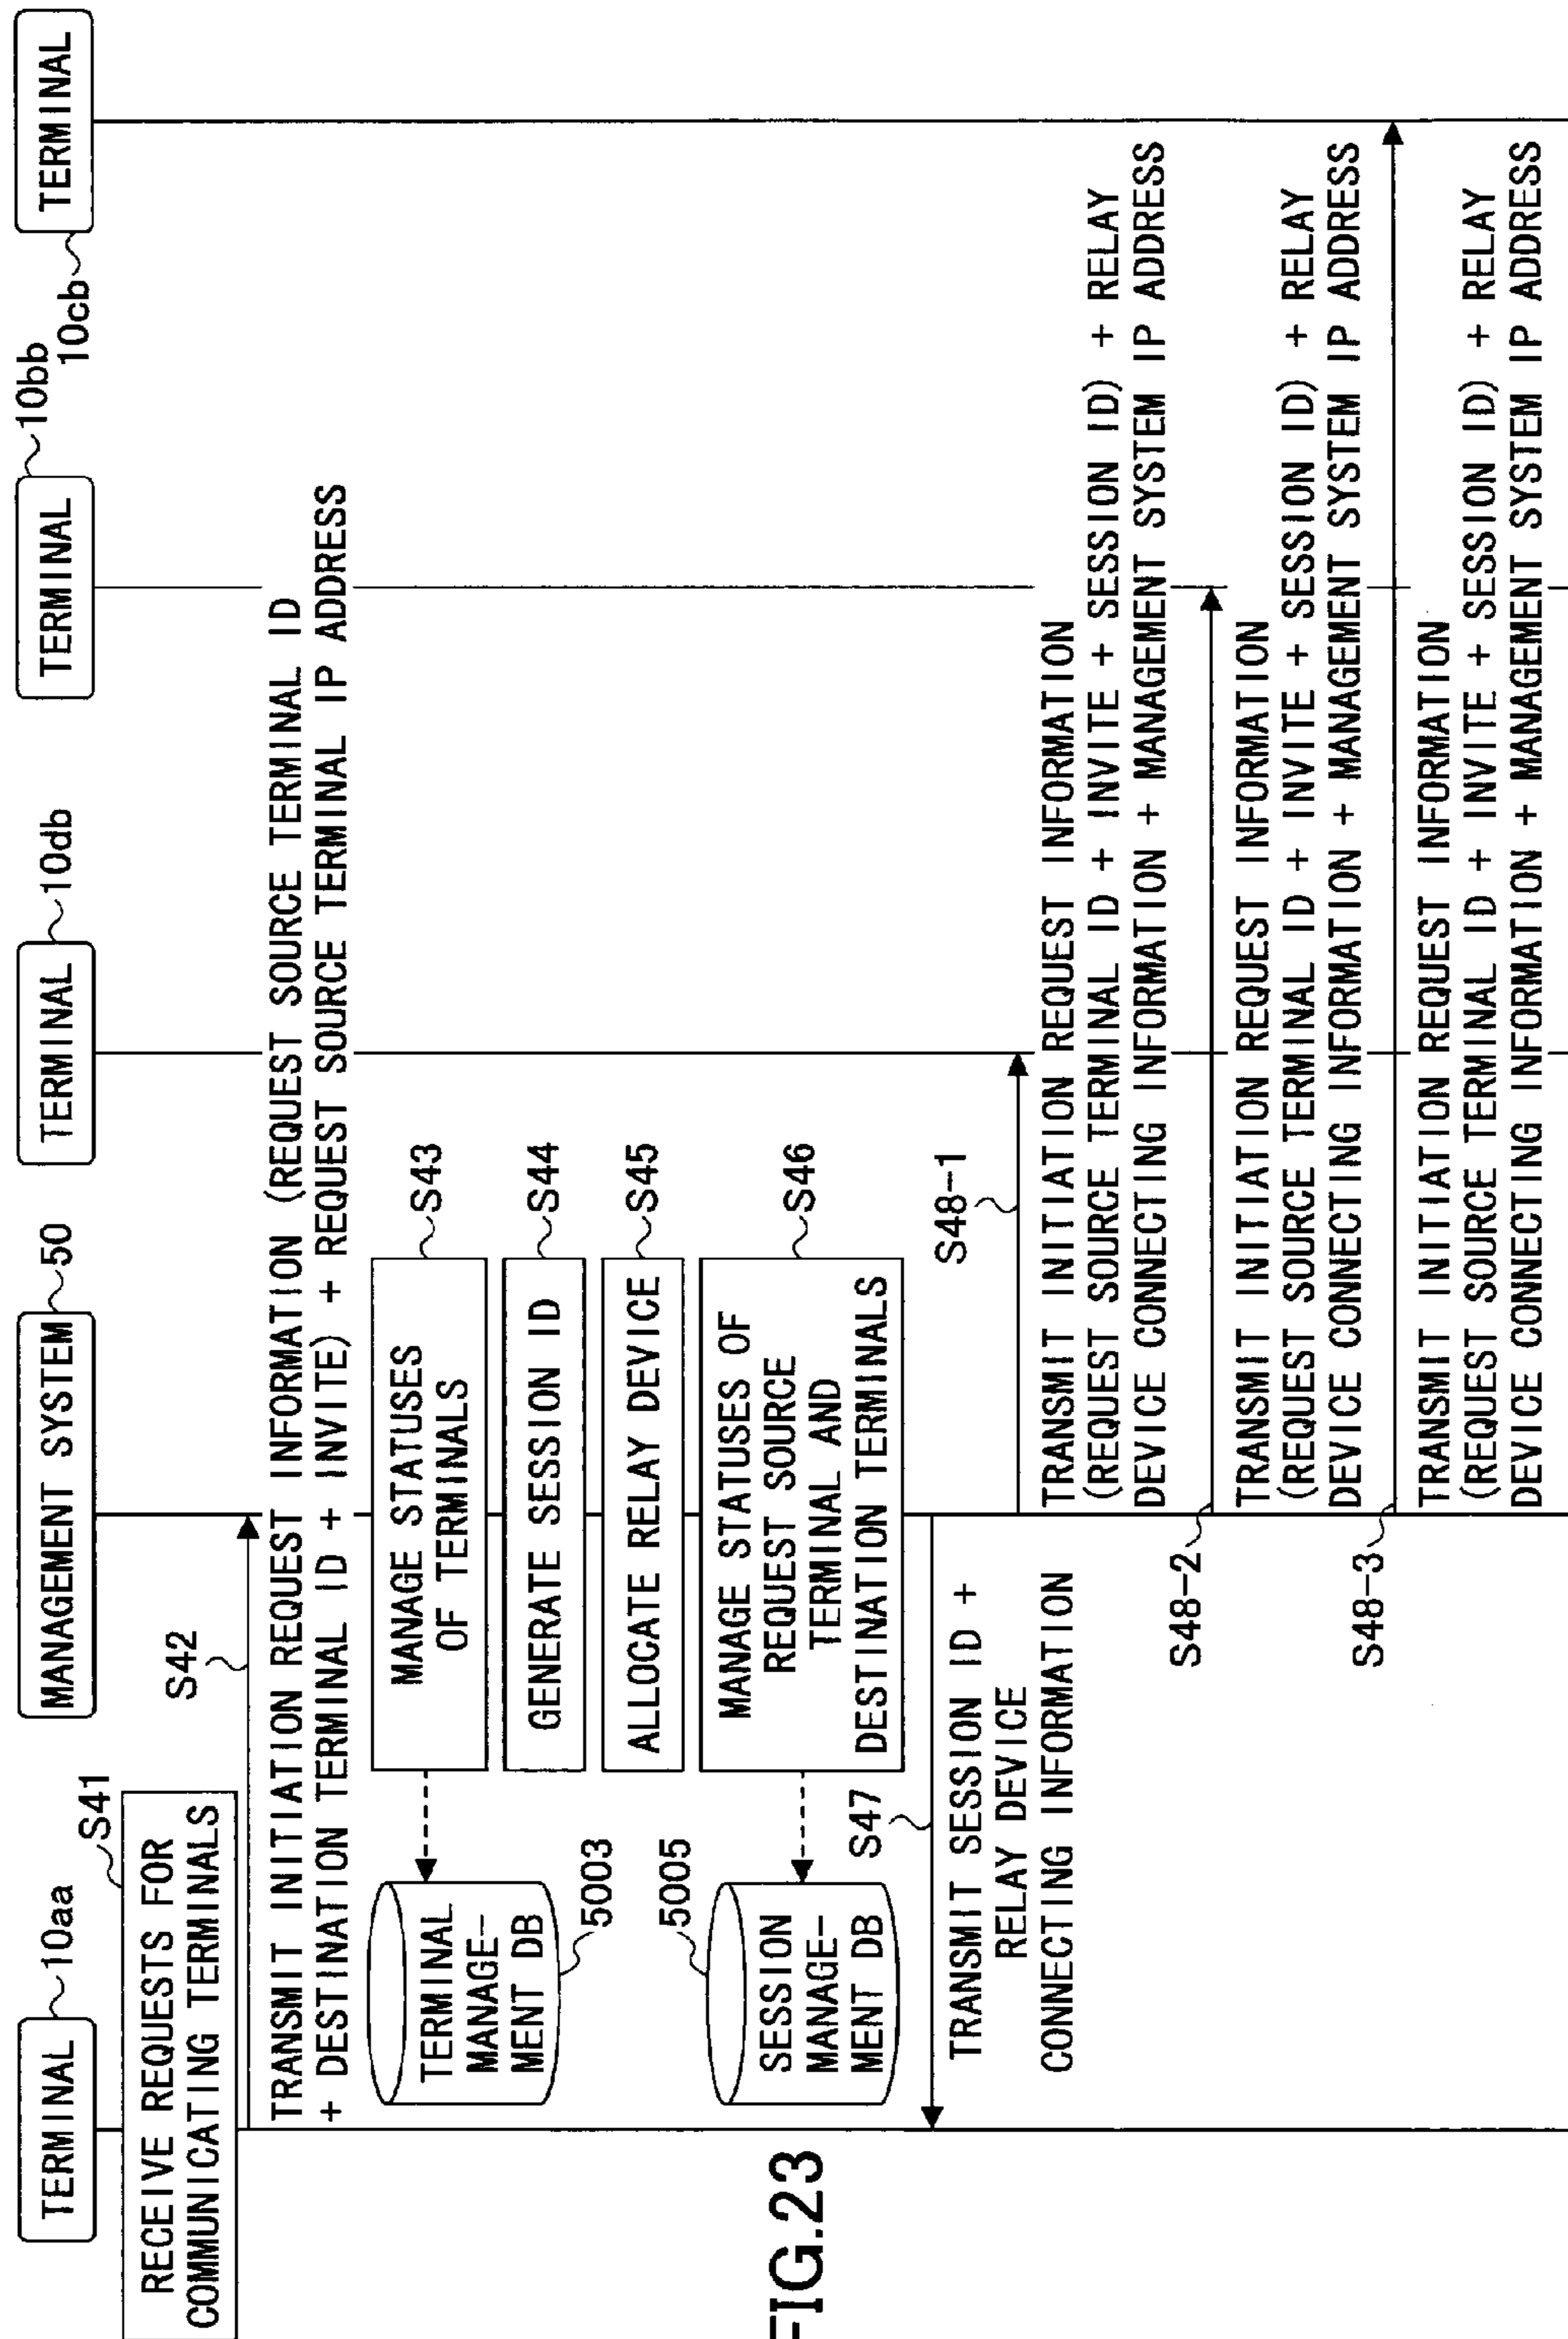 FIG.23
TERMINAL
10aa
MANAGEMENT SYSTEM
50
TERMINAL
10db
TERMINAL
10bb
TERMINAL
10cb
S41
RECEIVE REQUESTS FOR
COMMUNICATING TERMINALS
S42
TRANSMIT INITIATION REQUEST INFORMATION (REQUEST SOURCE TERMINAL ID
+ DESTINATION TERMINAL ID + INVITE) + REQUEST SOURCE TERMINAL IP ADDRESS
TERMINAL
MANAGE-
MENT DB
5003
MANAGE STATUSES
OF TERMINALS
S43
GENERATE SESSION ID
S44
ALLOCATE RELAY DEVICE
S45
SESSION
MANAGE-
MENT DB
5005
MANAGE STATUSES OF
REQUEST SOURCE
TERMINAL AND
DESTINATION TERMINALS
S46
S47
TRANSMIT SESSION ID +
RELAY DEVICE
CONNECTING INFORMATION
S48-1
TRANSMIT INITIATION REQUEST INFORMATION
(REQUEST SOURCE TERMINAL ID + INVITE + SESSION ID) + RELAY
DEVICE CONNECTING INFORMATION + MANAGEMENT SYSTEM IP ADDRESS
S48-2
TRANSMIT INITIATION REQUEST INFORMATION
(REQUEST SOURCE TERMINAL ID + INVITE + SESSION ID) + RELAY
DEVICE CONNECTING INFORMATION + MANAGEMENT SYSTEM IP ADDRESS
S48-3
TRANSMIT INITIATION REQUEST INFORMATION
(REQUEST SOURCE TERMINAL ID + INVITE + SESSION ID) + RELAY
DEVICE CONNECTING INFORMATION + MANAGEMENT SYSTEM IP ADDRESS